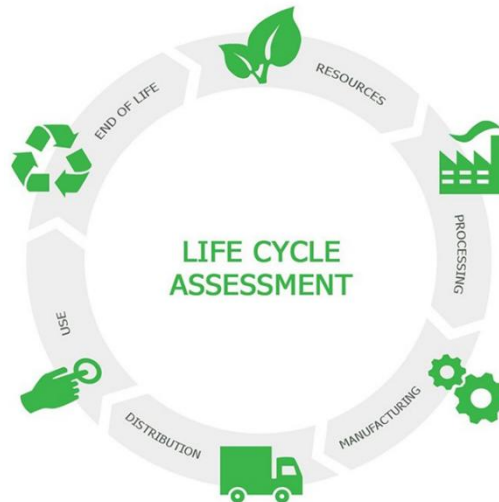 LIFE CYCLE
ASSESSMENT
RESOURCES
PROCESSING
MANUFACTURING
DISTRIBUTION
USE
END OF LIFE